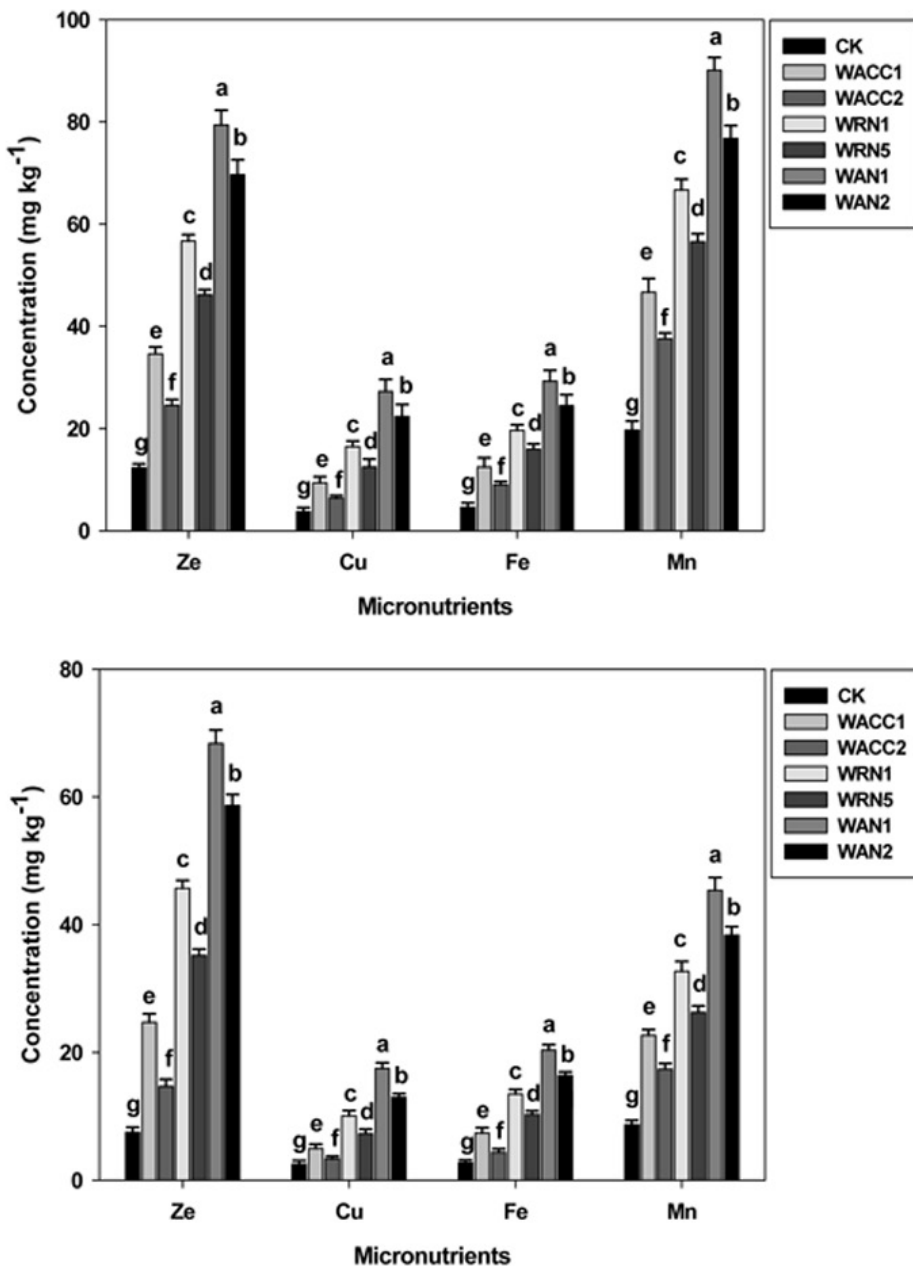 100
80
60
40
20
0
Concentration (mg kg-1)
g e f c d a b
g e f c d a b
g e f c d a b
g e f c d a b
Ze Cu Fe Mn
Micronutrients
CK
WACC1
WACC2
WRN1
WRN5
WAN1
WAN2
80
60
40
20
0
Concentration (mg kg-1)
g e f c d a b
g e f c d a b
g e f c d a b
g e f c d a b
Ze Cu Fe Mn
Micronutrients
CK
WACC1
WACC2
WRN1
WRN5
WAN1
WAN2